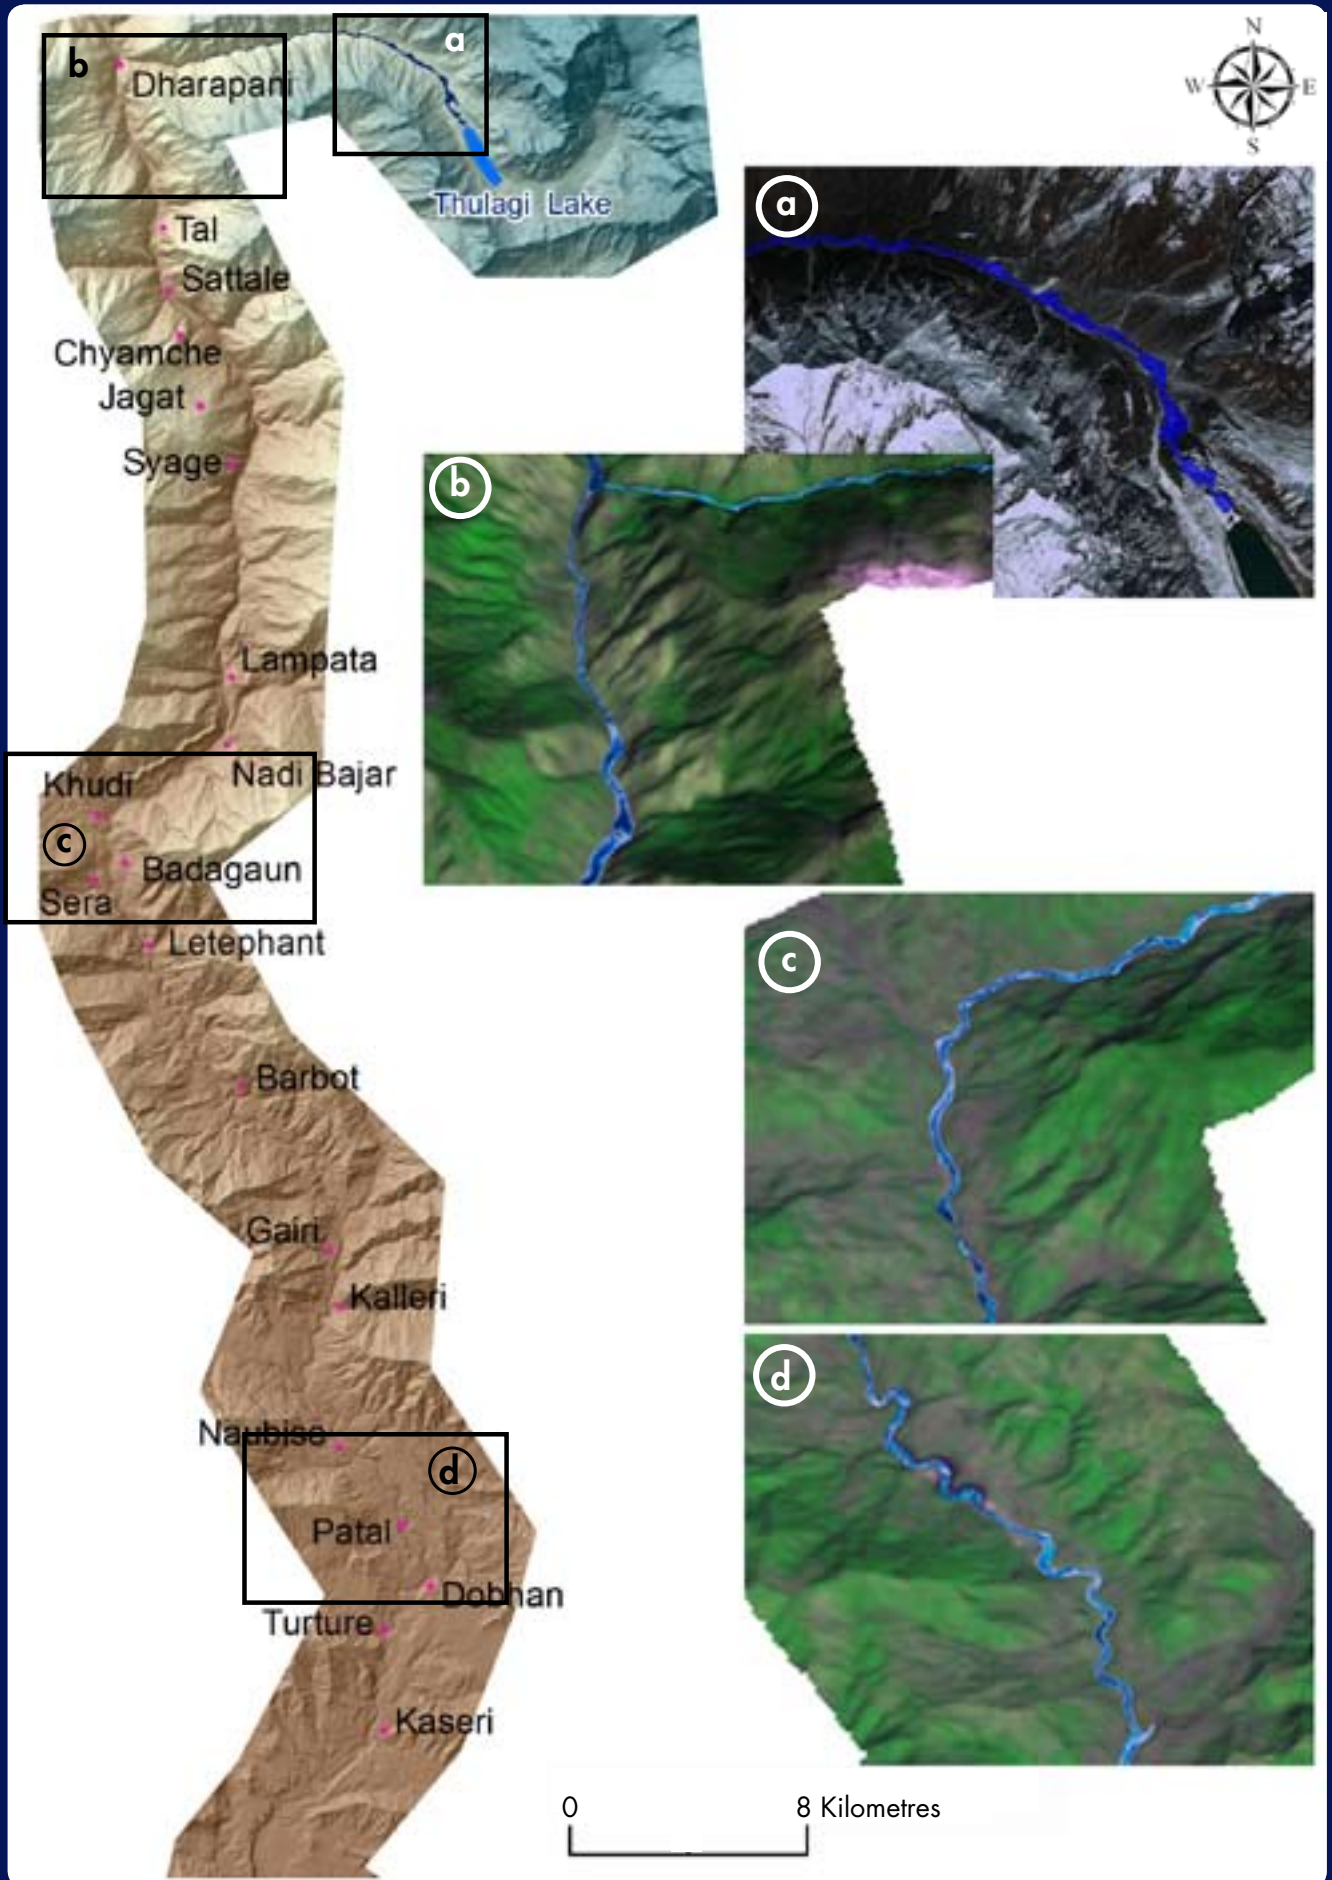 N
W E
S
b
a
Dharapani
Thulagi Lake
a
Tal
Sattale
Chyamche
Jagat
Syage
b
Lampata
Nadi Bajar
Khudi
c
Badagaun
Sera
Letephant
c
Barbot
Gairi
Kalleri
d
Naubise
d
Patal
Dobhan
Turture
Kaseri
0 8 Kilometres